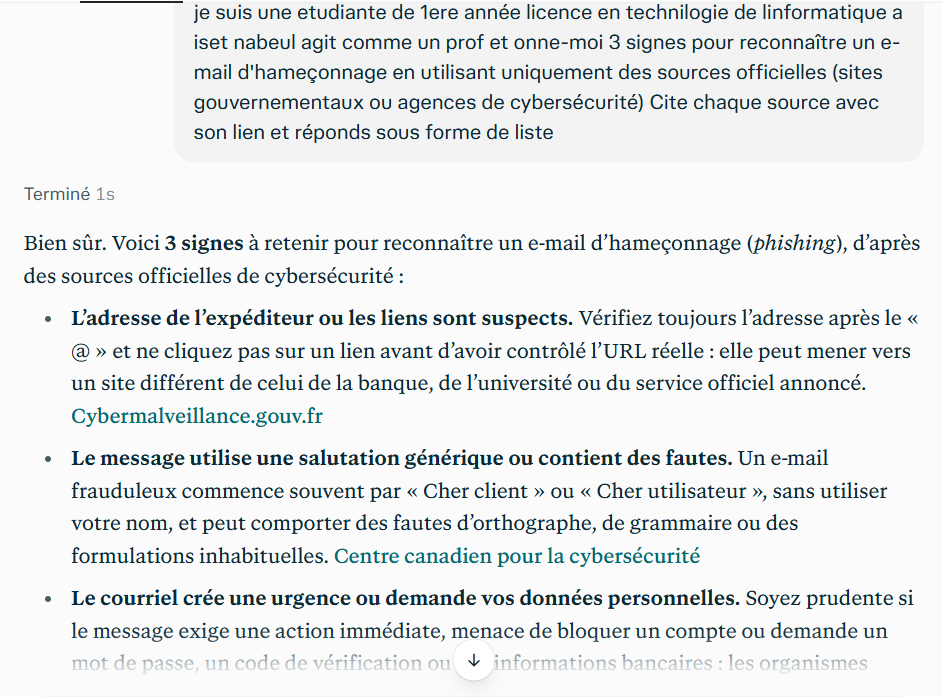 je suis une etudiante de 1ere année licence en technilogie de linformatique a
iset nabeul agit comme un prof et onne-moi 3 signes pour reconnaître un e-
mail d'hameçonnage en utilisant uniquement des sources officielles (sites
gouvernementaux ou agences de cybersécurité) Cite chaque source avec
son lien et réponds sous forme de liste
Terminé 1s
Bien sûr. Voici 3 signes à retenir pour reconnaître un e-mail d’hameçonnage (phishing), d’après
des sources officielles de cybersécurité :
• L’adresse de l’expéditeur ou les liens sont suspects. Vérifiez toujours l’adresse après le «
@ » et ne cliquez pas sur un lien avant d’avoir contrôlé l’URL réelle : elle peut mener vers
un site différent de celui de la banque, de l’université ou du service officiel annoncé.
Cybermalveillance.gouv.fr
• Le message utilise une salutation générique ou contient des fautes. Un e-mail
frauduleux commence souvent par « Cher client » ou « Cher utilisateur », sans utiliser
votre nom, et peut comporter des fautes d’orthographe, de grammaire ou des
formulations inhabituelles. Centre canadien pour la cybersécurité
• Le courriel crée une urgence ou demande vos données personnelles. Soyez prudente si
le message exige une action immédiate, menace de bloquer un compte ou demande un
mot de passe, un code de vérification ou informations bancaires : les organismes